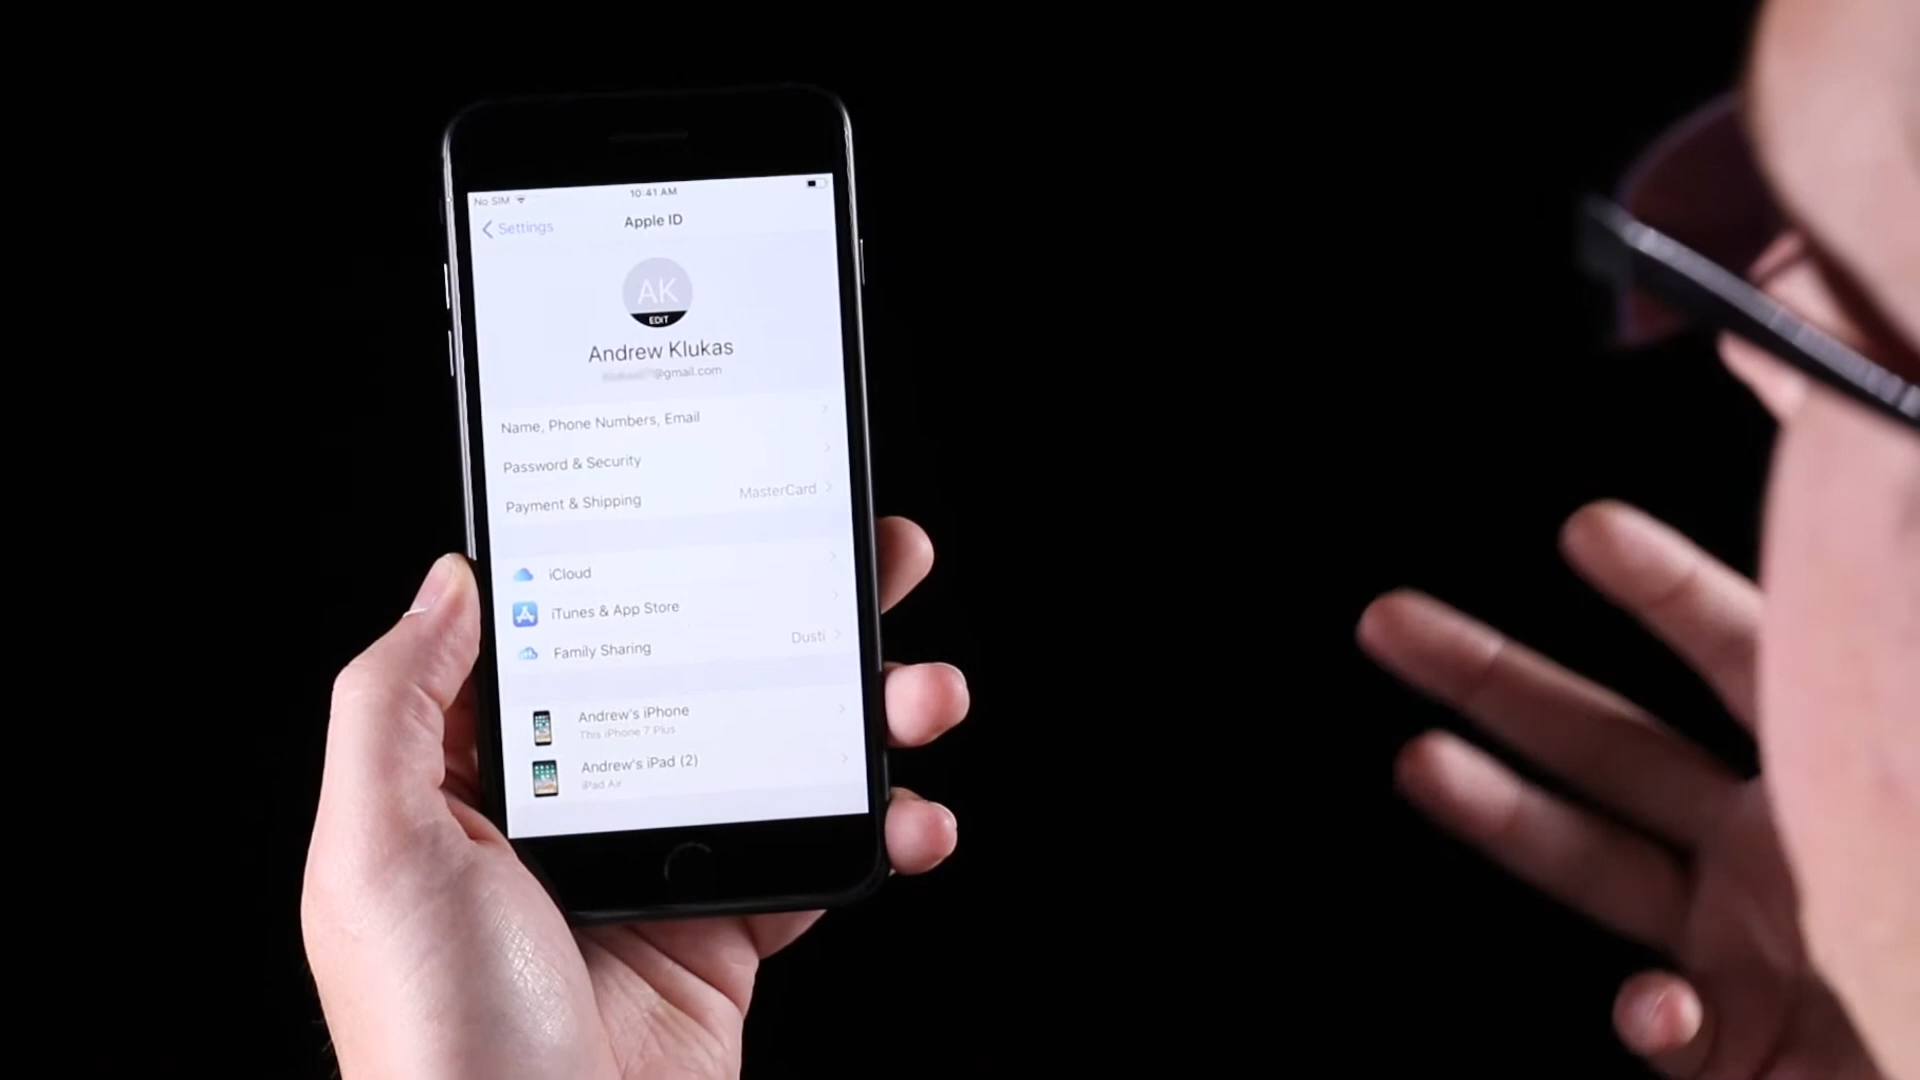 No SIM 10:41 AM
Settings Apple ID
AK
EDIT
Andrew Klukas
@gmail.com
Name, Phone Numbers, Email
Password & Security
Payment & Shipping MasterCard
iCloud
iTunes & App Store
Family Sharing Dusti
Andrew's iPhone
This iPhone 7 Plus
Andrew's iPad (2)
iPad Air